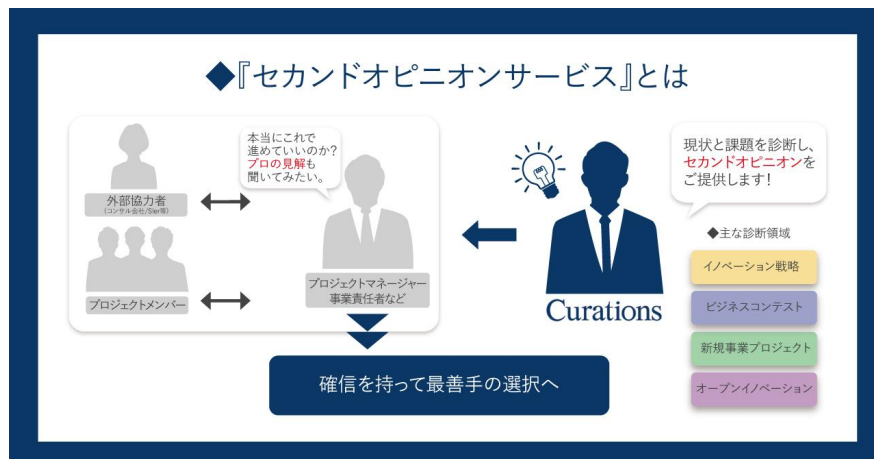 ◆『セカンドオピニオンサービス』とは
本当にこれで
進めていいのか?
プロの見解も
聞いてみたい。
外部協力者
(コンサル会社/SIer等)
プロジェクトメンバー
プロジェクトマネージャー
事業責任者など
Curations
現状と課題を診断し、
セカンドオピニオンを
ご提供します!
◆主な診断領域
イノベーション戦略
ビジネスコンテスト
新規事業プロジェクト
オープンイノベーション
確信を持って最善手の選択へ